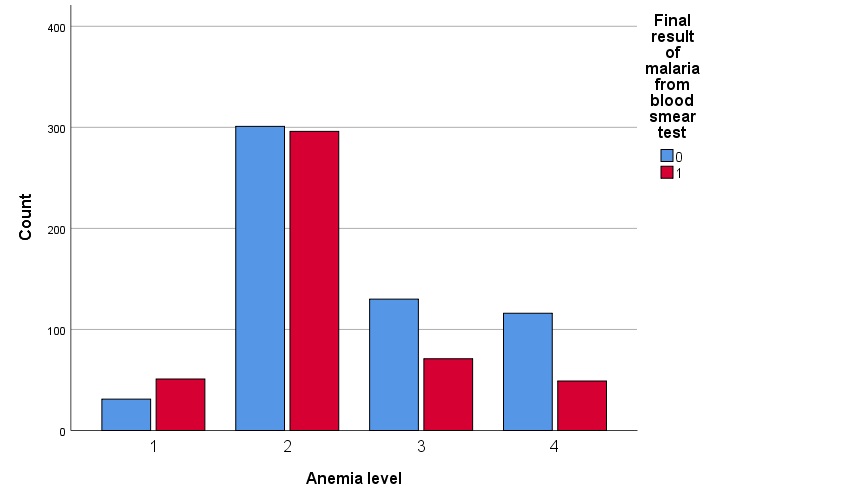 400
300
200
100
0
Count
1 2 3 4
Anemia level
Final
result
of
malaria
from
blood
smear
test
0
1